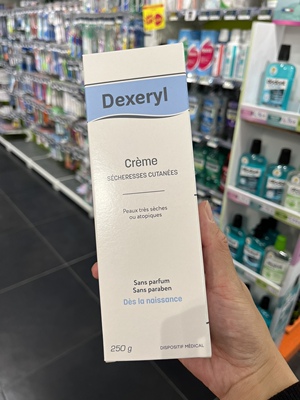 Dexeryl
Crème
SÉCHERESSES CUTANÉES
Peaux très sèches
ou atopiques
Sans parfum
Sans paraben
Dès la naissance
250 g
DISPOSITIF MÉDICAL